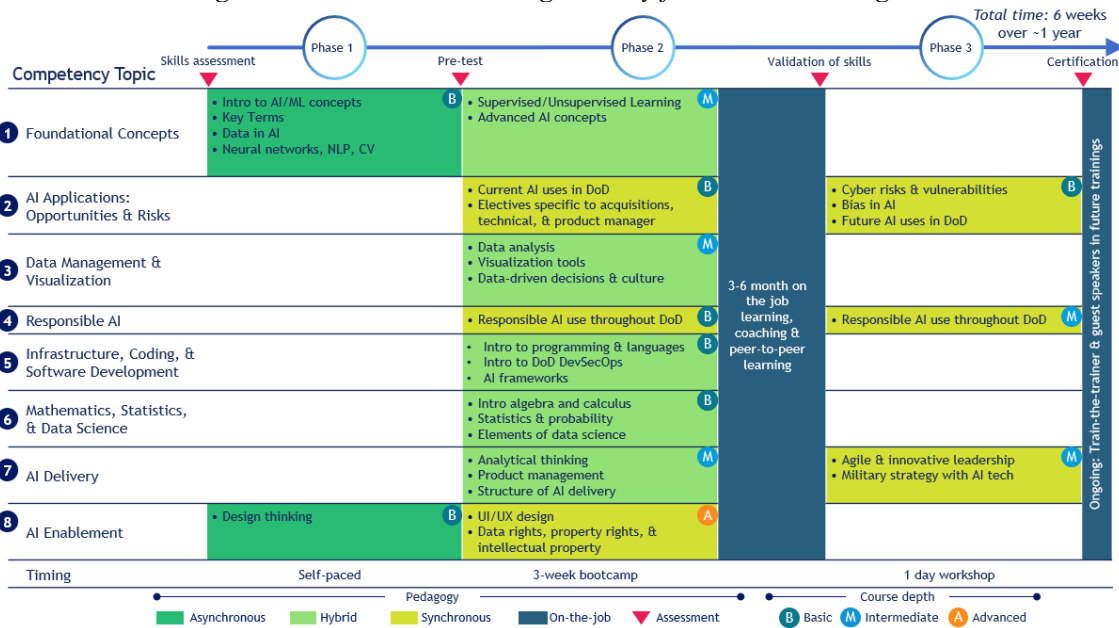 Total time: 6 weeks
over ~1 year
Phase 1
Phase 2
Phase 3
Skills assessment
Pre-test
Validation of skills
Certification
Competency Topic
1
Foundational Concepts
• Intro to AI/ML concepts
• Key Terms
• Data in AI
• Neural networks, NLP, CV
B
• Supervised/Unsupervised Learning
• Advanced AI concepts
M
2
AI Applications:
Opportunities & Risks
• Current AI uses in DoD
• Electives specific to acquisitions,
technical, & product manager
B
• Cyber risks & vulnerabilities
• Bias in AI
• Future AI uses in DoD
B
3
Data Management &
Visualization
• Data analysis
• Visualization tools
• Data-driven decisions & culture
M
4
Responsible AI
• Responsible AI use throughout DoD
B
• Responsible AI use throughout DoD
M
5
Infrastructure, Coding, &
Software Development
• Intro to programming & languages
• Intro to DoD DevSecOps
• AI frameworks
B
6
Mathematics, Statistics,
& Data Science
• Intro algebra and calculus
• Statistics & probability
• Elements of data science
B
7
AI Delivery
• Analytical thinking
• Product management
• Structure of AI delivery
M
• Agile & innovative leadership
• Military strategy with AI tech
M
8
AI Enablement
• Design thinking
B
• UI/UX design
• Data rights, property rights, &
intellectual property
A
3-6 month on
the job
learning,
coaching &
peer-to-peer
learning
Ongoing: Train-the-trainer & guest speakers in future trainings
Timing
Self-paced
3-week bootcamp
1 day workshop
Pedagogy
Course depth
Asynchronous
Hybrid
Synchronous
On-the-job
Assessment
B Basic
M Intermediate
A Advanced